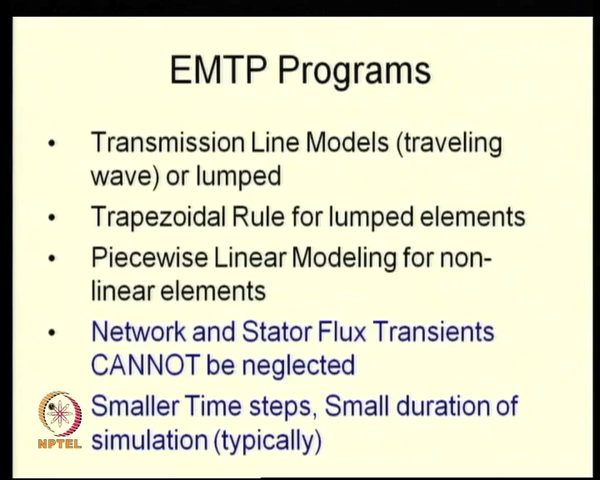 EMTP Programs
• Transmission Line Models (traveling
wave) or lumped
• Trapezoidal Rule for lumped elements
• Piecewise Linear Modeling for non-
linear elements
• Network and Stator Flux Transients
CANNOT be neglected
• Smaller Time steps, Small duration of
simulation (typically)
NPTEL